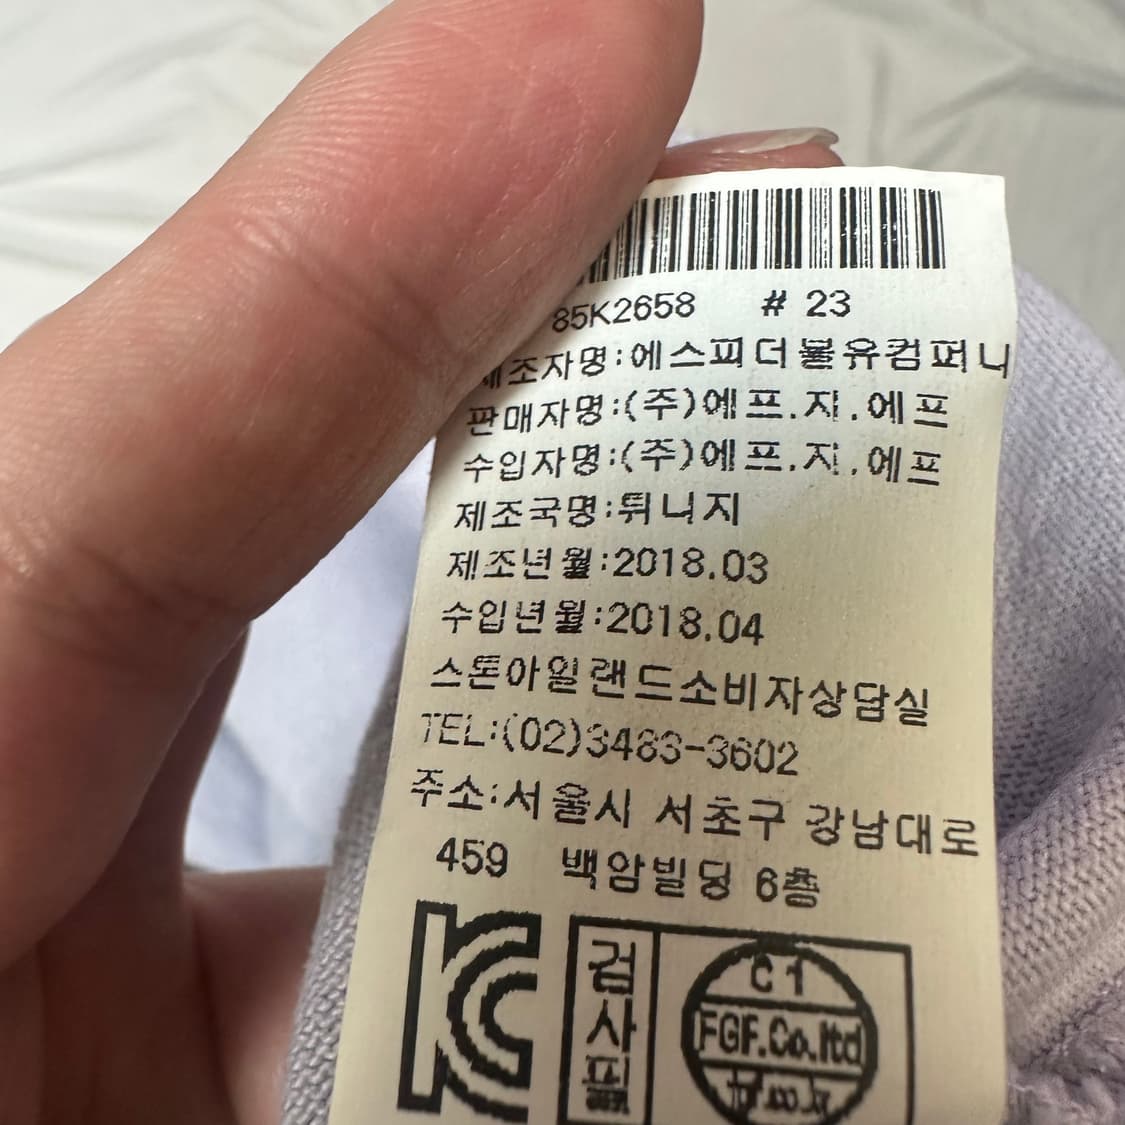 85K2658 # 23
제조자명:에스피더블유컴퍼니
판매자명:(주)에프.지.에프
수입자명:(주)에프.지.에프
제조국명:튀니지
제조년월:2018.03
수입년월:2018.04
스톤아일랜드소비자상담실
TEL:(02)3483-3602
주소:서울시 서초구 강남대로
459 백암빌딩 6층
검사필
C 1
FGF.Co.ltd